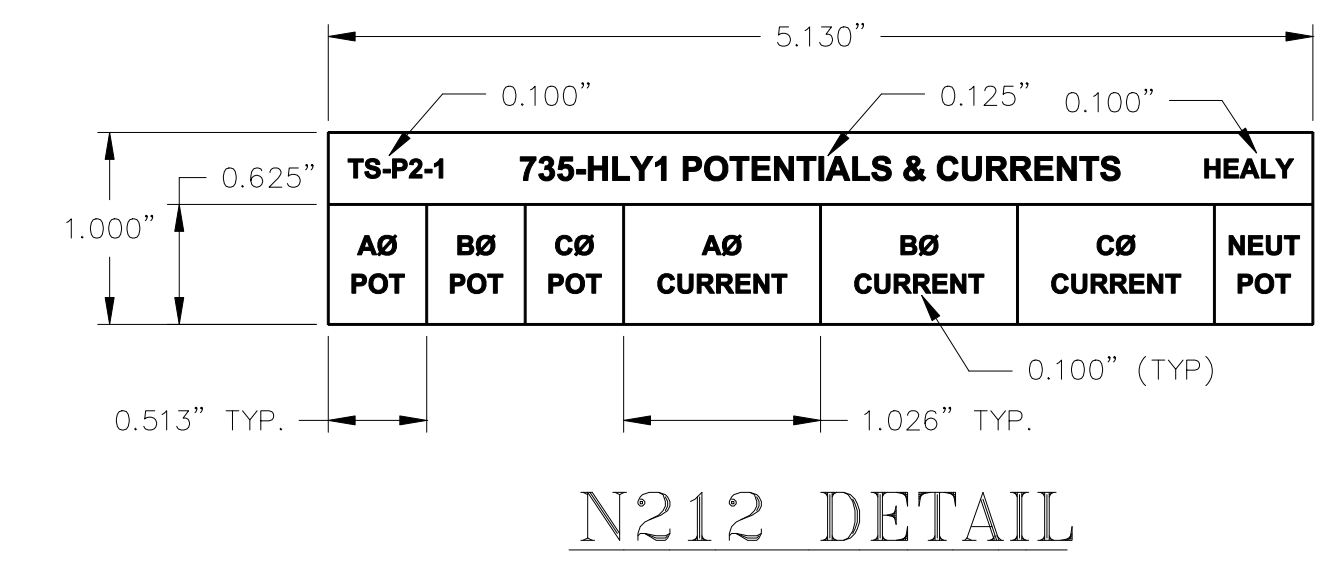 5.130”
0.100”
0.125”
0.100”
TS-P2-1 735-HLY1 POTENTIALS & CURRENTS HEALY
0.625”
1.000”
AØ BØ CØ AØ BØ CØ NEUT
POT POT POT CURRENT CURRENT CURRENT POT
0.100” (TYP)
0.513” TYP.
1.026” TYP.
N212 DETAIL